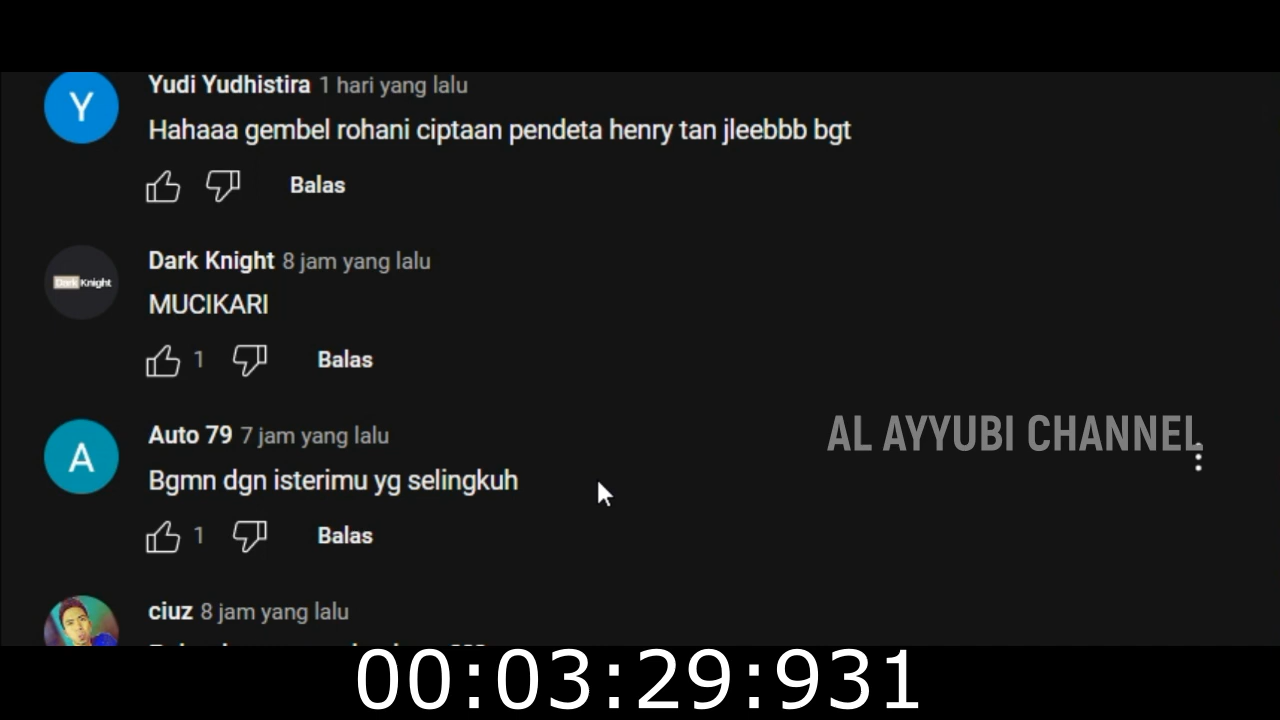 Y
Yudi Yudhistira 1 hari yang lalu
Hahaaa gembel rohani ciptaan pendeta henry tan jleebbb bgt
Balas
Dark Knight
Dark Knight 8 jam yang lalu
MUCIKARI
1 Balas
A
Auto 79 7 jam yang lalu
AL AYYUBI CHANNEL
Bgmn dgn isterimu yg selingkuh
1 Balas
ciuz 8 jam yang lalu
00:03:29:931